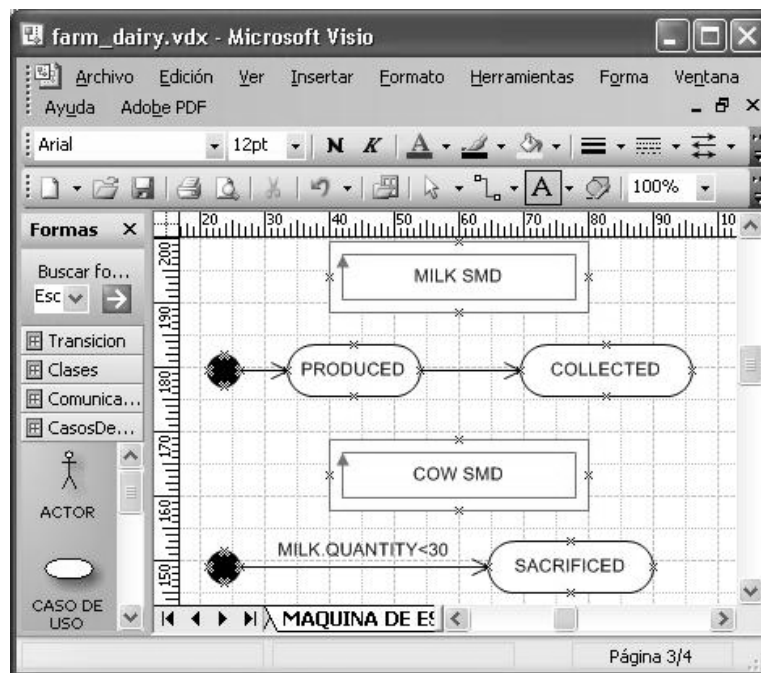 farm_dairy.vdx - Microsoft Visio
Archivo Edición Ver Insertar Formato Herramientas Forma Ventana
Ayuda Adobe PDF
Arial 12pt N K A
A 100%
Formas
20 30 40 50 60 70 80 90 10
Buscar fo...
Esc
200
190
180
170
160
150
MILK SMD
Transicion
Clases
Comunica...
CasosDe...
PRODUCED COLLECTED
COW SMD
ACTOR
MILK.QUANTITY<30
SACRIFICED
CASO DE
USO
MAQUINA DE ES
Página 3/4